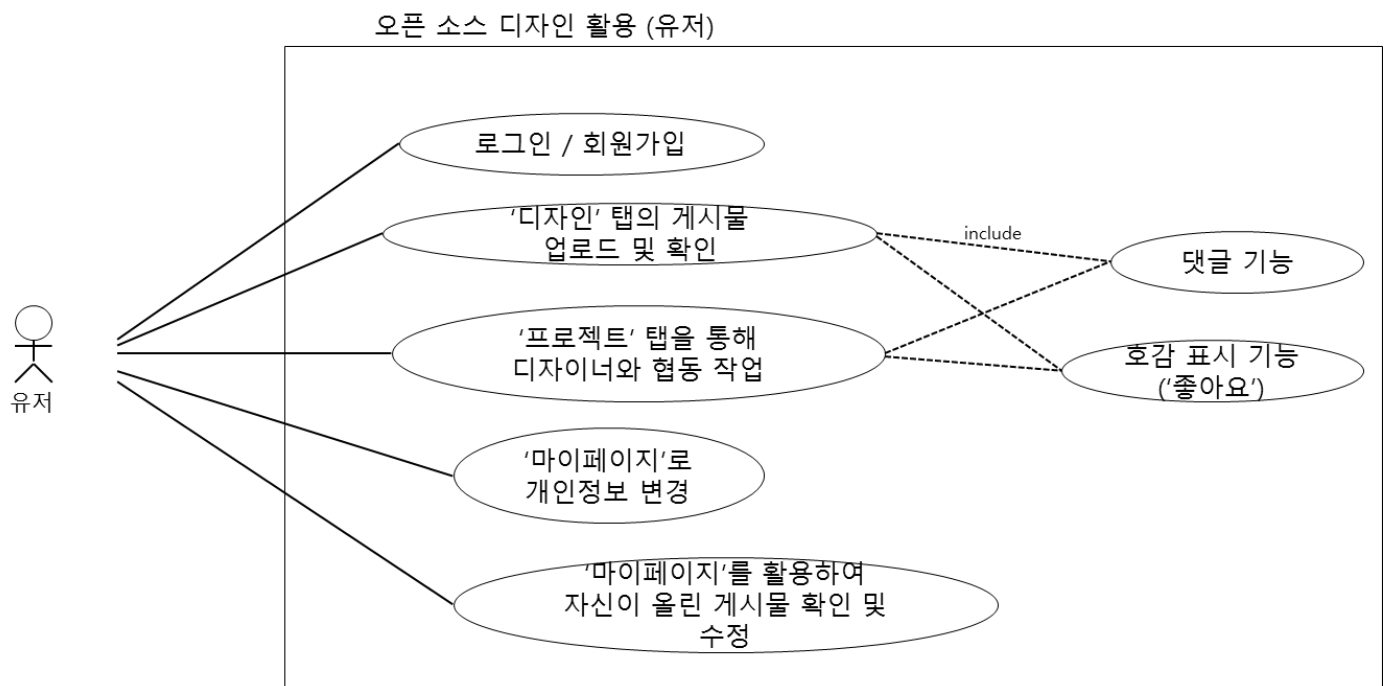 오픈 소스 디자인 활용 (유저)
로그인 / 회원가입
‘디자인’ 탭의 게시물
업로드 및 확인
include
댓글 기능
‘프로젝트’ 탭을 통해
디자이너와 협동 작업
호감 표시 기능
(‘좋아요’)
유저
‘마이페이지’로
개인정보 변경
‘마이페이지’를 활용하여
자신이 올린 게시물 확인 및
수정